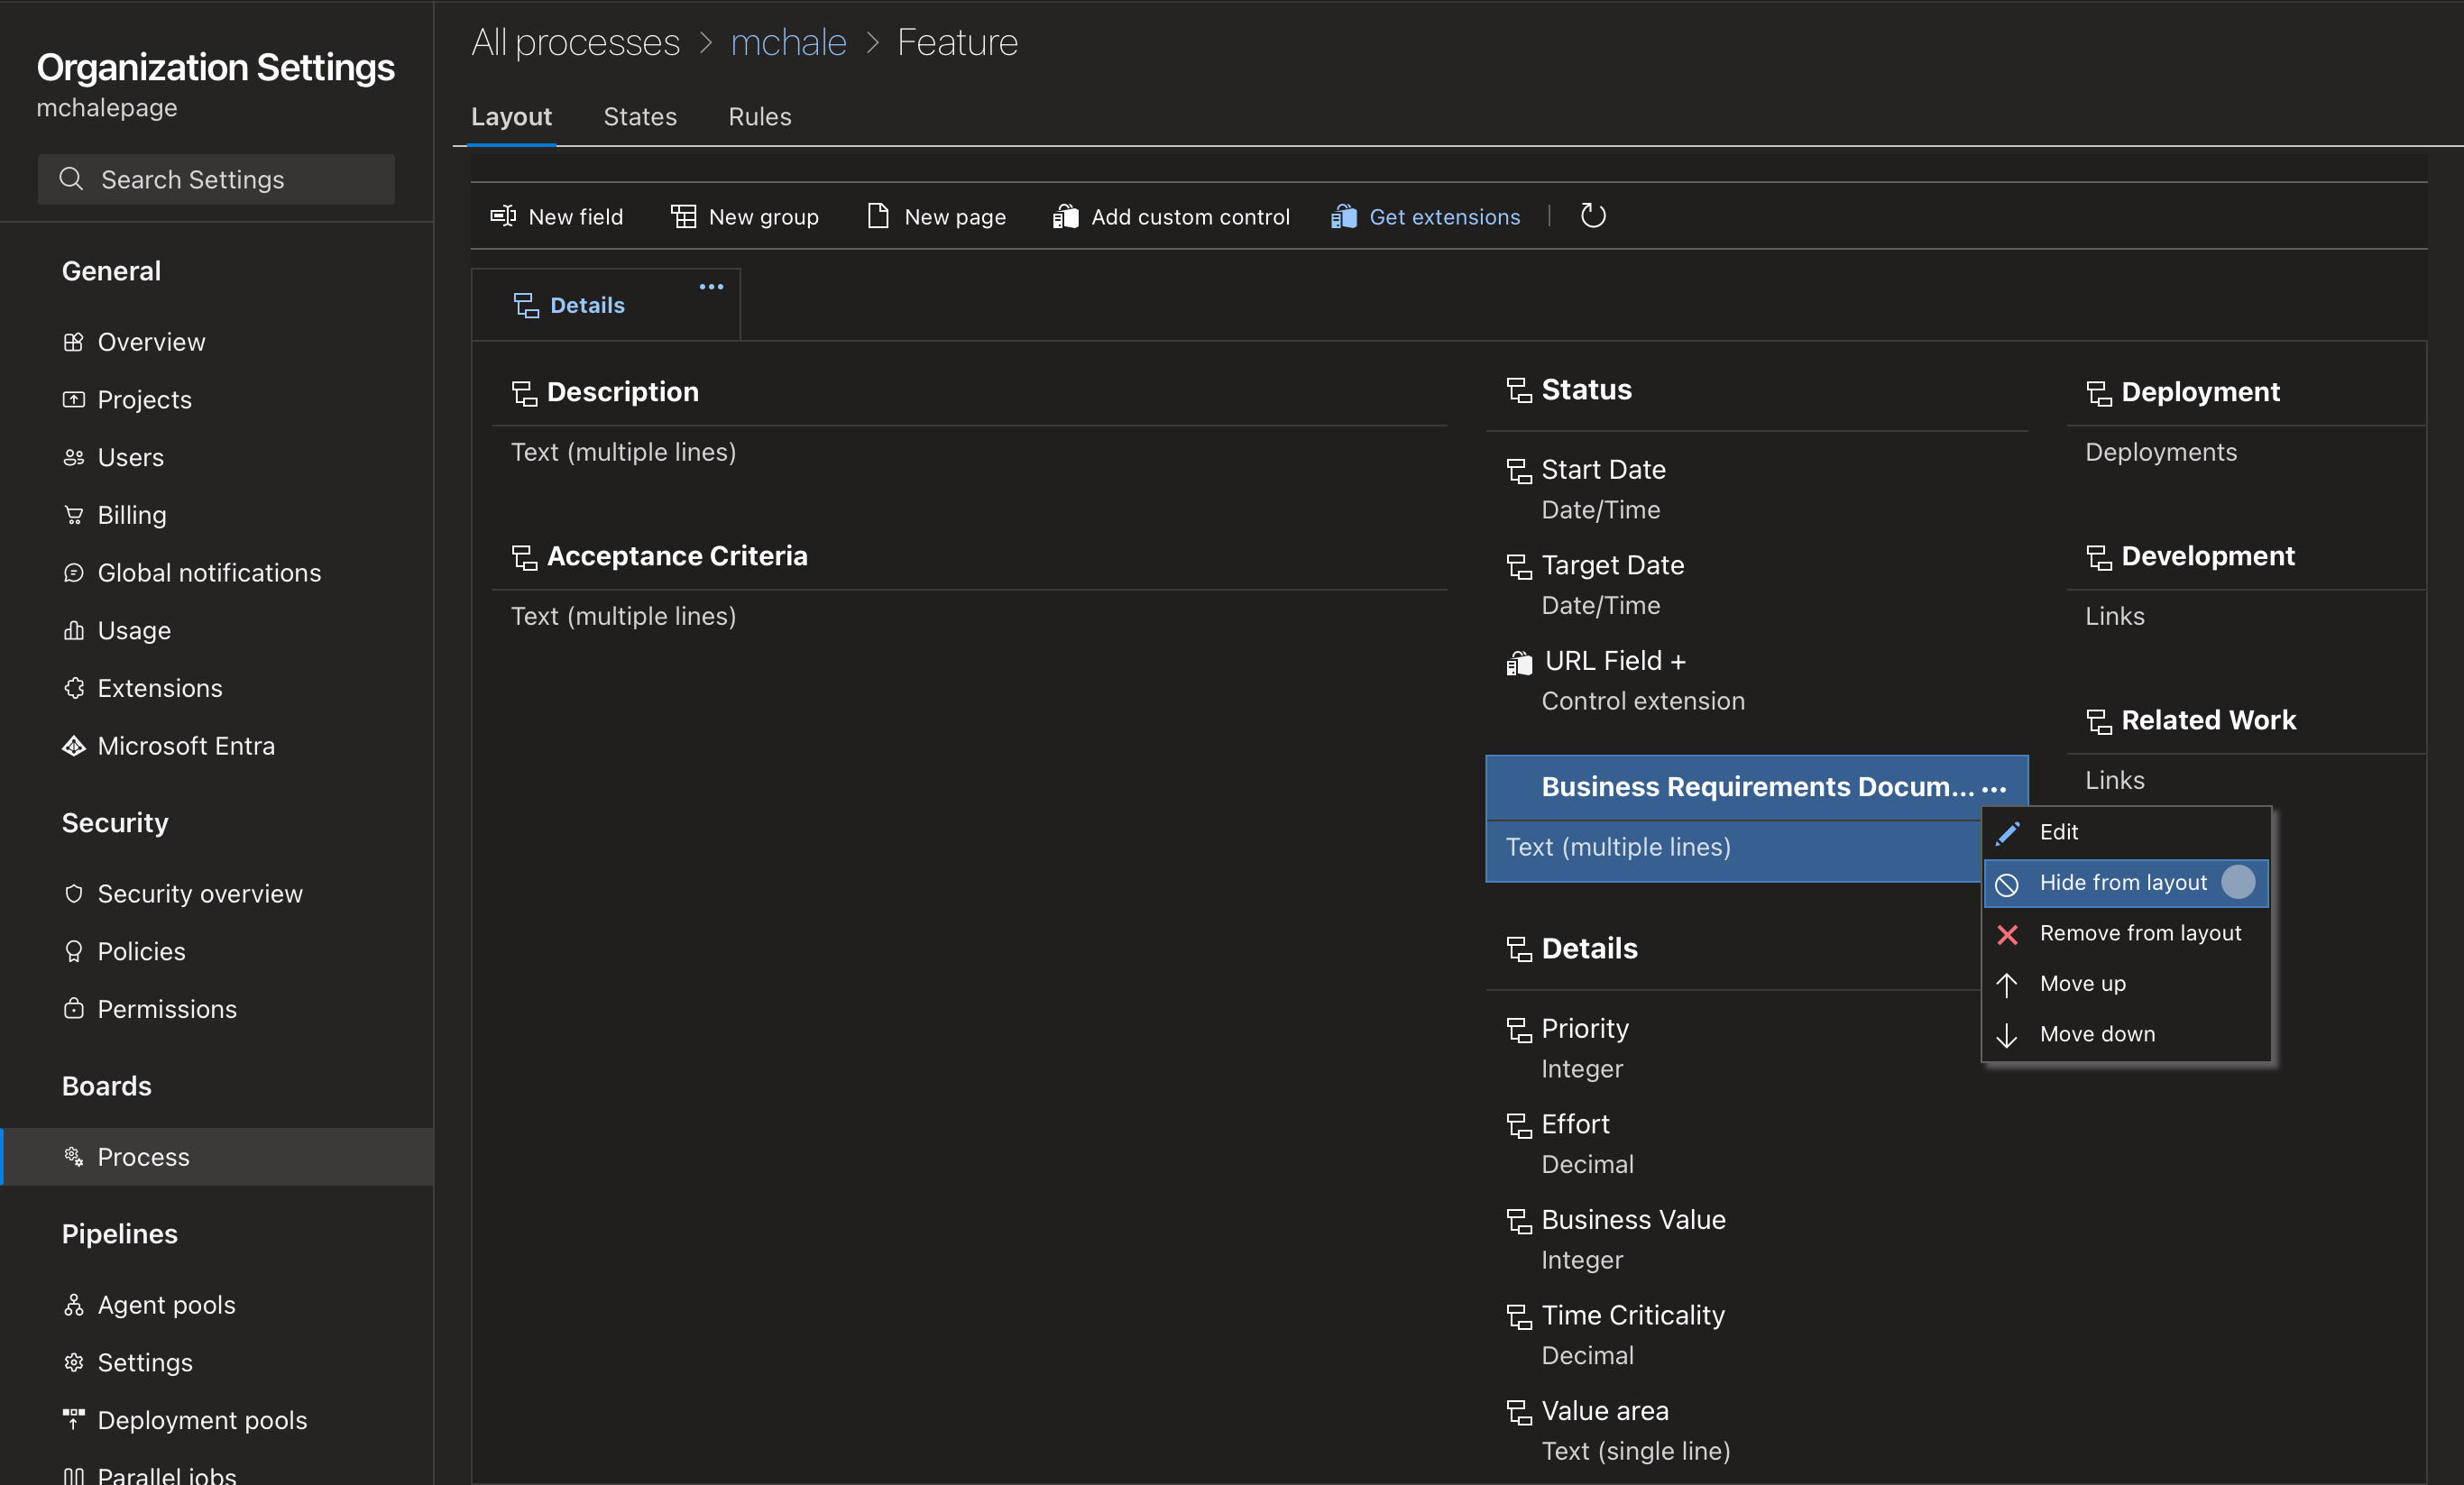 Organization Settings
mchalepage
Search Settings
General
Overview
Projects
Users
Billing
Global notifications
Usage
Extensions
Microsoft Entra
Security
Security overview
Policies
Permissions
Boards
Process
Pipelines
Agent pools
Settings
Deployment pools
Parallel jobs
All processes > mchale > Feature
Layout States Rules
New field New group New page Add custom control Get extensions
Details ...
Description
Text (multiple lines)
Acceptance Criteria
Text (multiple lines)
Status
Start Date
Date/Time
Target Date
Date/Time
URL Field +
Control extension
Business Requirements Docum... ...
Text (multiple lines)
Details
Priority
Integer
Effort
Decimal
Business Value
Integer
Time Criticality
Decimal
Value area
Text (single line)
Deployment
Deployments
Development
Links
Related Work
Links
Edit
Hide from layout
Remove from layout
Move up
Move down